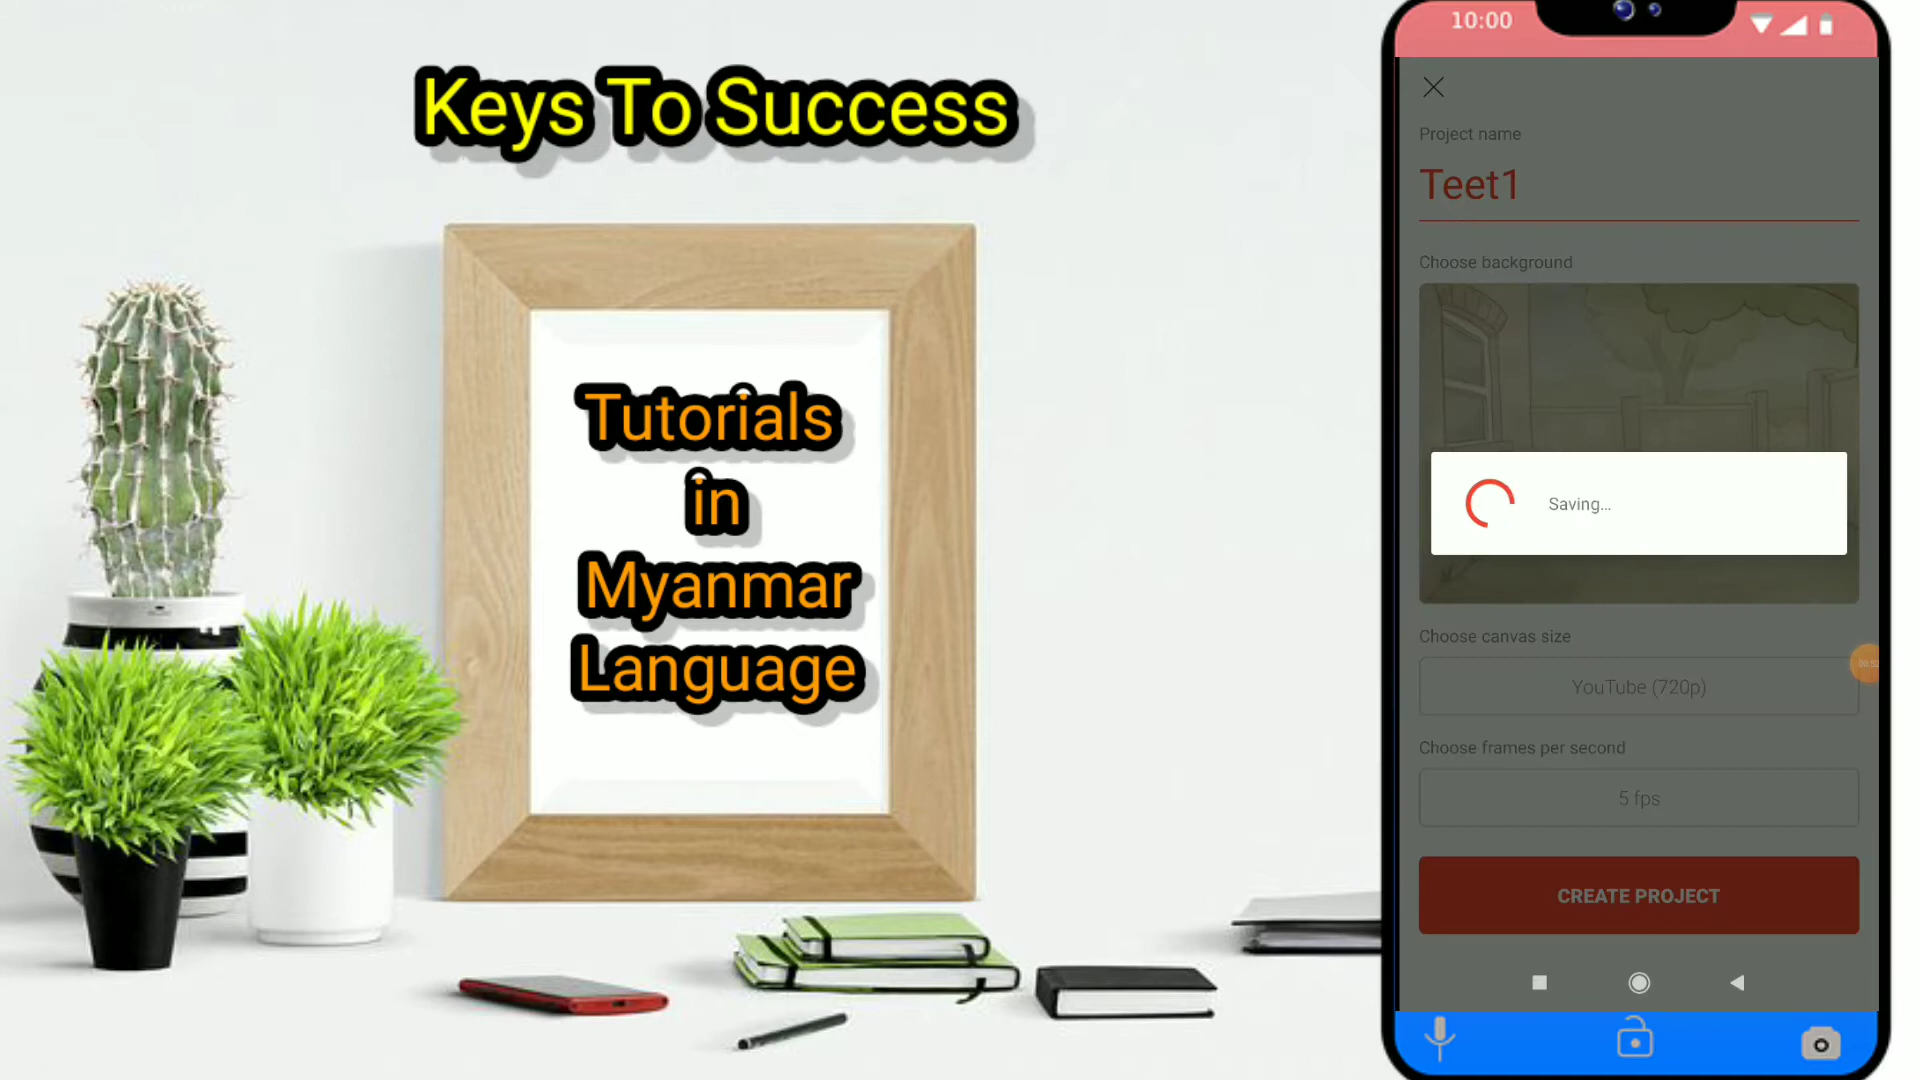 Keys To Success
Tutorials
in
Myanmar
Language
10:00
Project name
Teet1
Choose background
Saving...
Choose canvas size
YouTube (720p)
Choose frames per second
5 fps
CREATE PROJECT